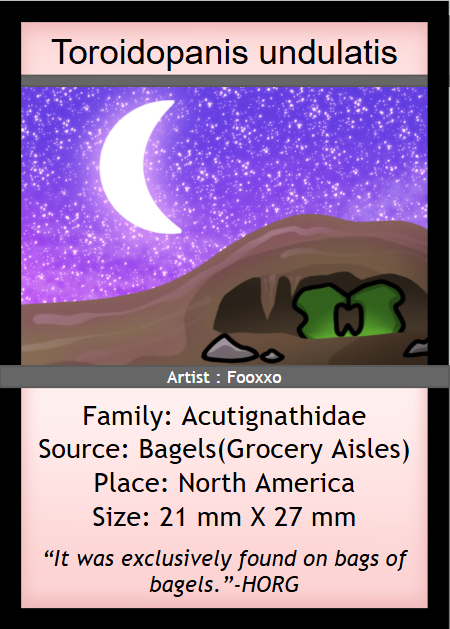 Toroidopanis undulatis
Artist : Fooxxo
Family: Acutignathidae
Source: Bagels(Grocery Aisles)
Place: North America
Size: 21 mm X 27 mm
“It was exclusively found on bags of
bagels.”-HORG